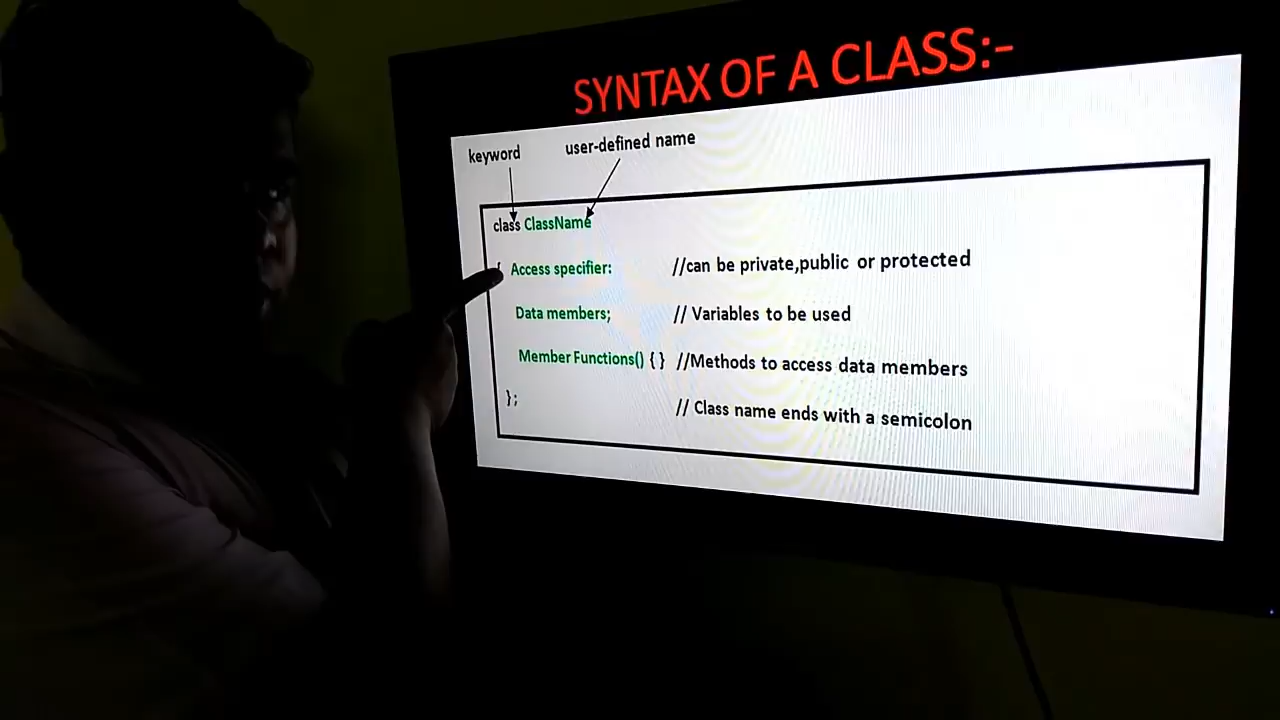 SYNTAX OF A CLASS:-
keyword user-defined name
class ClassName
{ Access specifier: //can be private,public or protected
Data members; // Variables to be used
Member Functions() { } //Methods to access data members
}; // Class name ends with a semicolon